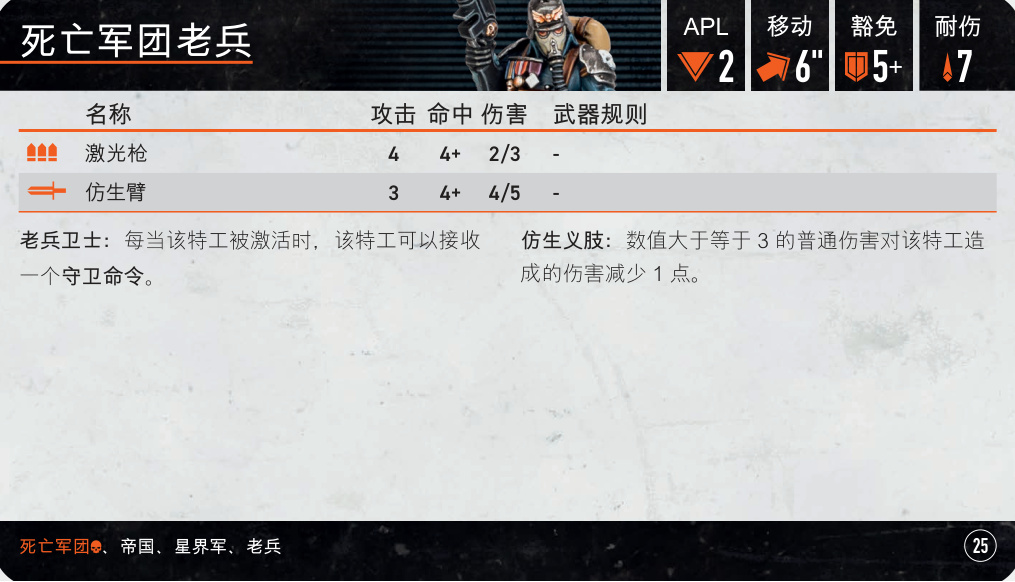 死亡军团老兵
APL 移动 豁免 耐伤
2 6" 5+ 7
名称 攻击 命中 伤害 武器规则
激光枪 4 4+ 2/3 -
仿生臂 3 4+ 4/5 -
老兵卫士：每当该特工被激活时，该特工可以接收
一个守卫命令。
仿生义肢：数值大于等于 3 的普通伤害对该特工造
成的伤害减少 1 点。
死亡军团、帝国、星界军、老兵
25